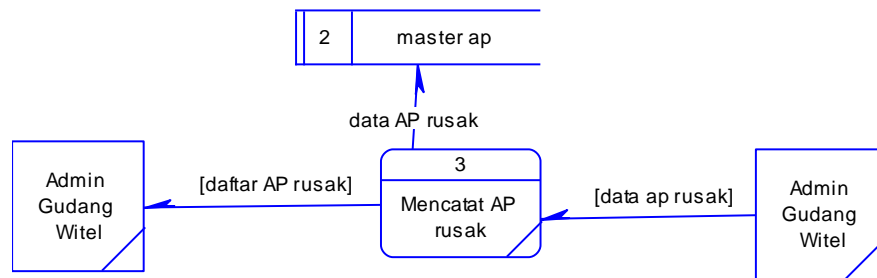 2 master ap
data AP rusak
3
Admin
Gudang
Witel
[daftar AP rusak]
Mencatat AP
rusak
[data ap rusak]
Admin
Gudang
Witel